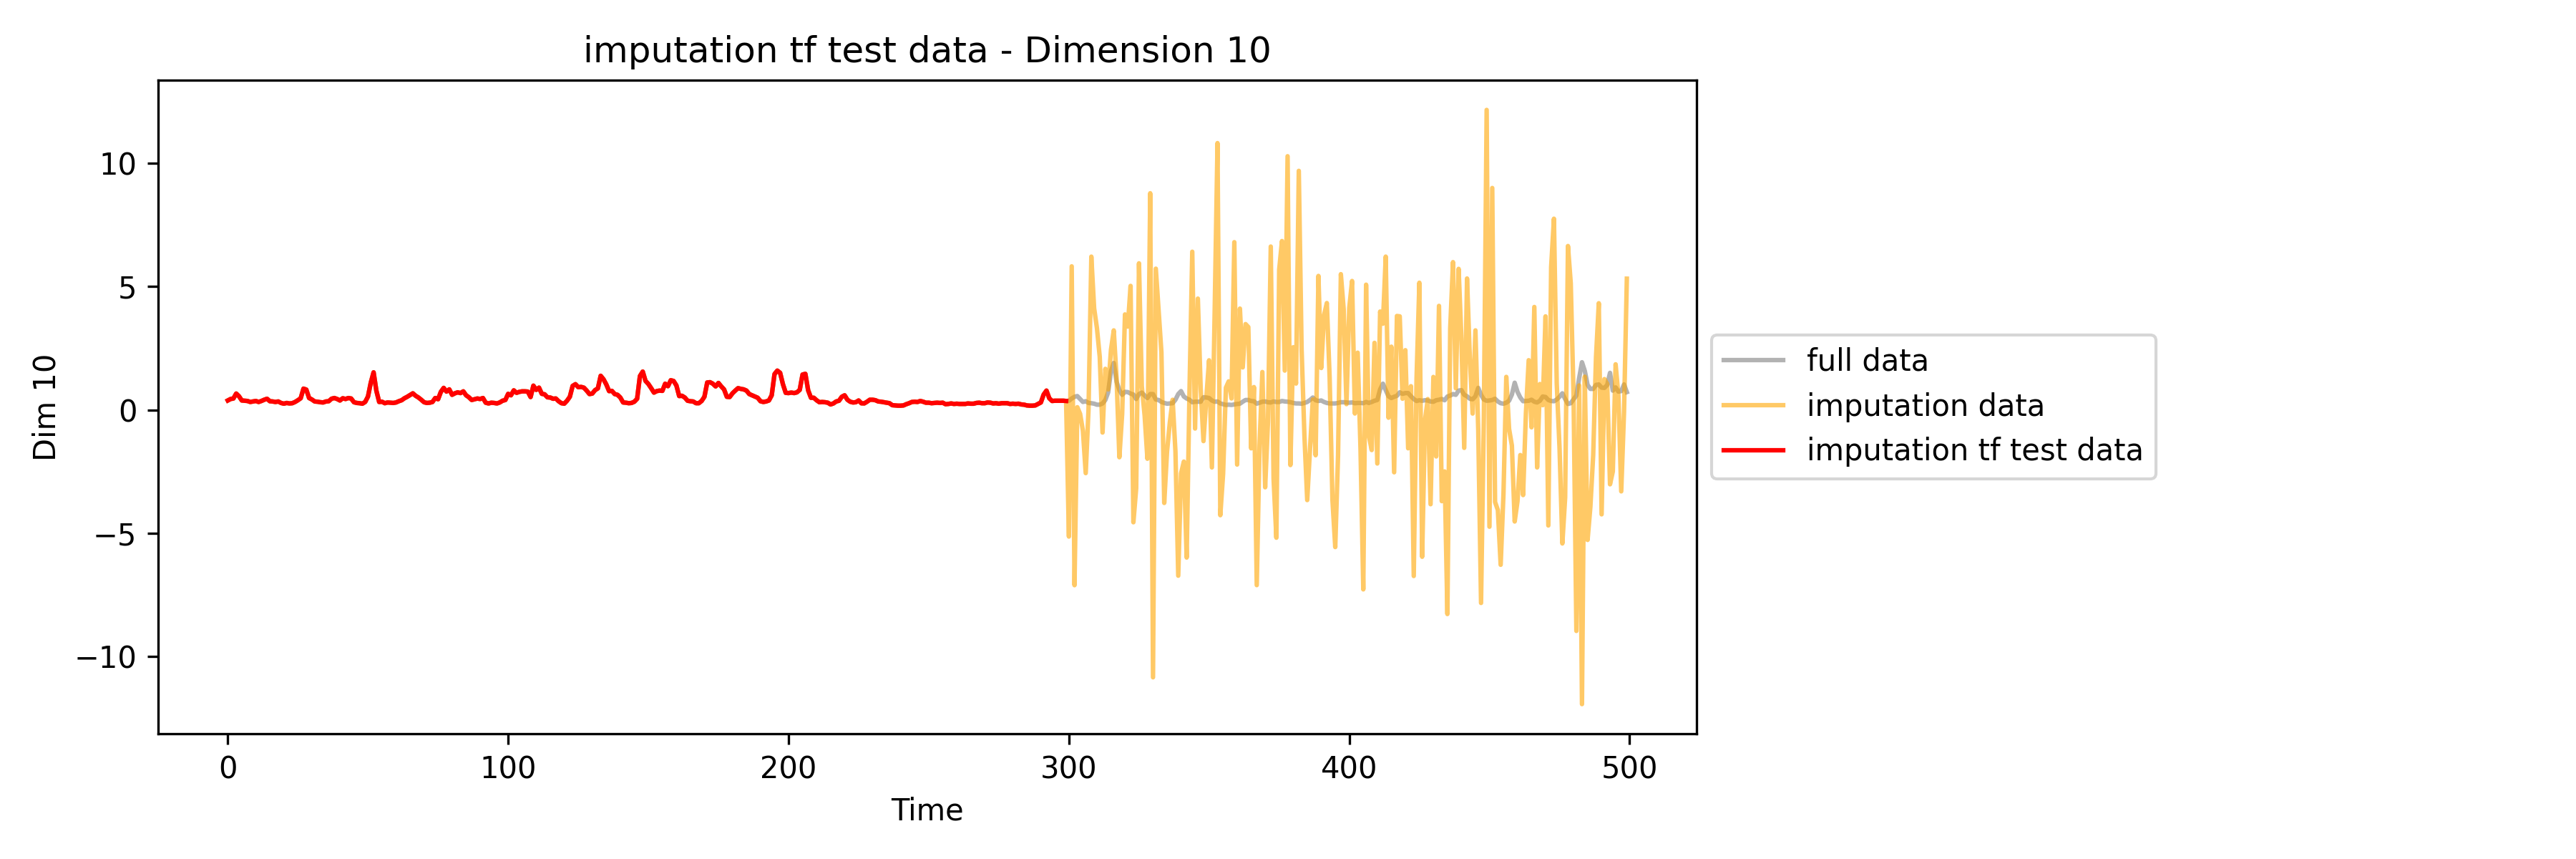 imputation tf test data - Dimension 10
10
5
0
−5
−10
Dim 10
0
100
200
300
400
500
Time
full data
imputation data
imputation tf test data